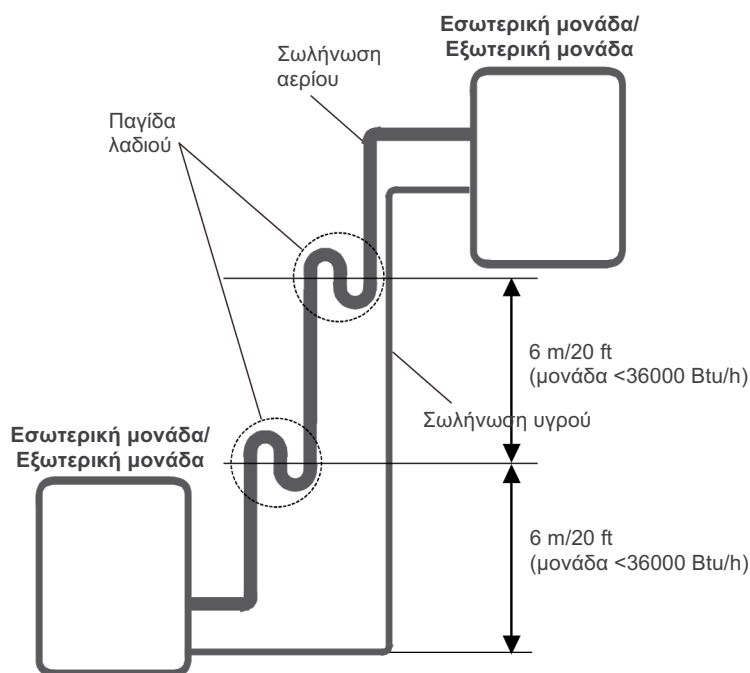 Εσωτερική μονάδα/
Εξωτερική μονάδα
Σωλήνωση
αερίου
Παγίδα
λαδιού
6 m/20 ft
(μονάδα <36000 Btu/h)
Σωλήνωση υγρού
Εσωτερική μονάδα/
Εξωτερική μονάδα
6 m/20 ft
(μονάδα <36000 Btu/h)